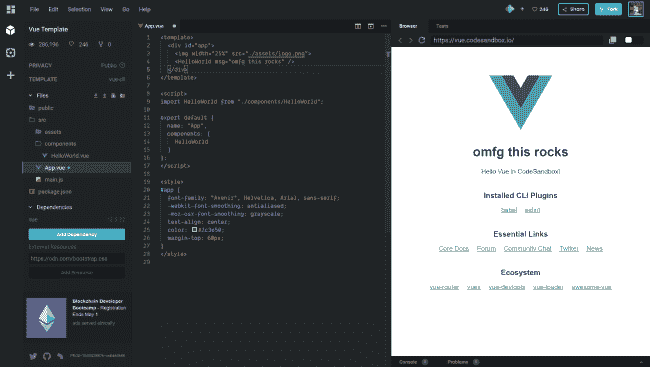 File Edit Selection View Go Help
246
Share
Fork
Vue Template
246
0
PRIVACY
Public
TEMPLATE
vue-cli
Files
public
src
assets
components
HelloWorld.vue
App.vue
main.js
package.json
Dependencies
vue
Add Dependency
External Resources
https://cdn.com/bootstrap.css
Add Resource
Blockchain Developer
Bootcamp - Registration
Ends Nov 1
ads served ethically
App.vue
1 <template>
2 <div id="app">
3 <img width="25%" src="./assets/logo.png">
4 <HelloWorld msg="omfg this rocks" />
5 </div>
6 </template>
7
8 <script>
9 import HelloWorld from "./components/HelloWorld";
10
11 export default {
12 name: "App",
13 components: {
14 HelloWorld
15 }
16 };
17 </script>
18
19 <style>
20 #app {
21 font-family: "Avenir", Helvetica, Arial, sans-serif;
22 -webkit-font-smoothing: antialiased;
23 -moz-osx-font-smoothing: grayscale;
24 text-align: center;
25 color: #2c3e50;
26 margin-top: 60px;
27 }
28 </style>
29
Browser Tests
https://vue.codesandbox.io/
omfg this rocks
Hello Vue in CodeSandbox!
Installed CLI Plugins
babel eslint
Essential Links
Core Docs Forum Community Chat Twitter News
Ecosystem
vue-router vuex vue-devtools vue-loader awesome-vue
Console 0 Problems 0